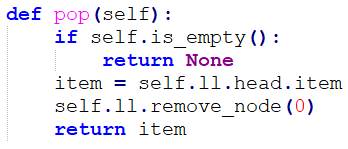 def pop(self):
    if self.is_empty():
        return None
    item = self.ll.head.item
    self.ll.remove_node(0)
    return item